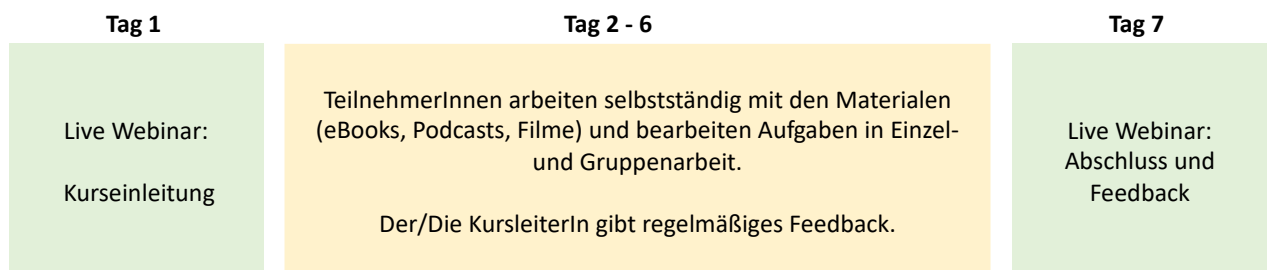 Tag 1
Tag 2 - 6
Tag 7
Live Webinar:
Kurseinleitung
TeilnehmerInnen arbeiten selbstständig mit den Materialen
(eBooks, Podcasts, Filme) und bearbeiten Aufgaben in Einzel-
und Gruppenarbeit.
Der/Die KursleiterIn gibt regelmäßiges Feedback.
Live Webinar:
Abschluss und
Feedback